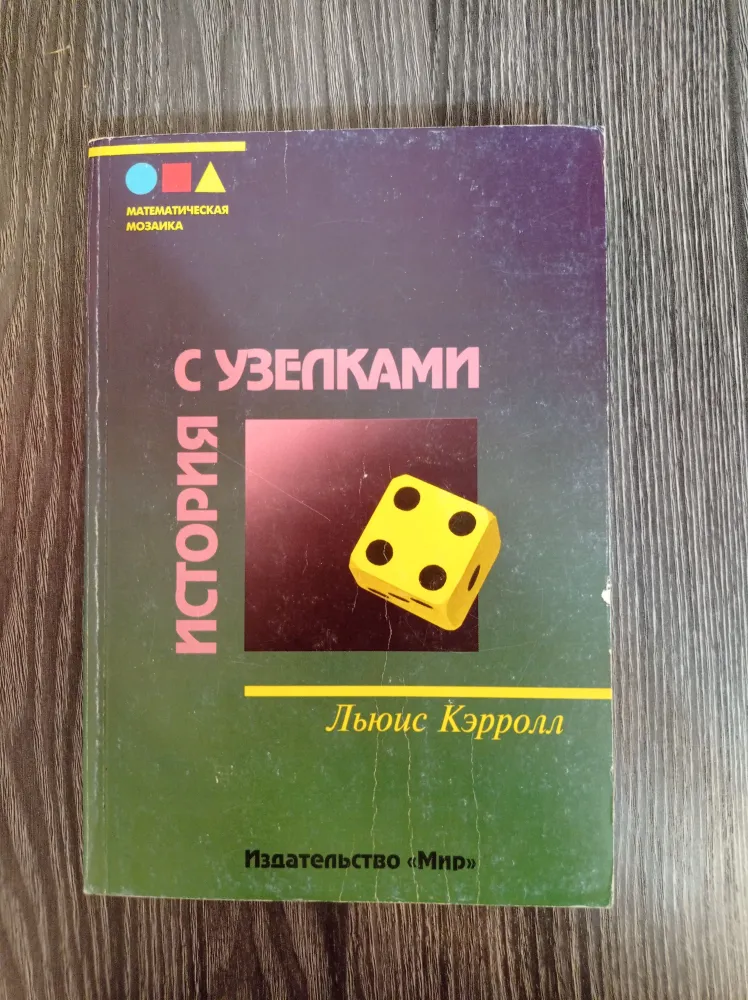 МАТЕМАТИЧЕСКАЯ
МОЗАИКА
ИСТОРИЯ
С УЗЕЛКАМИ
Льюис Кэрролл
Издательство «Мир»